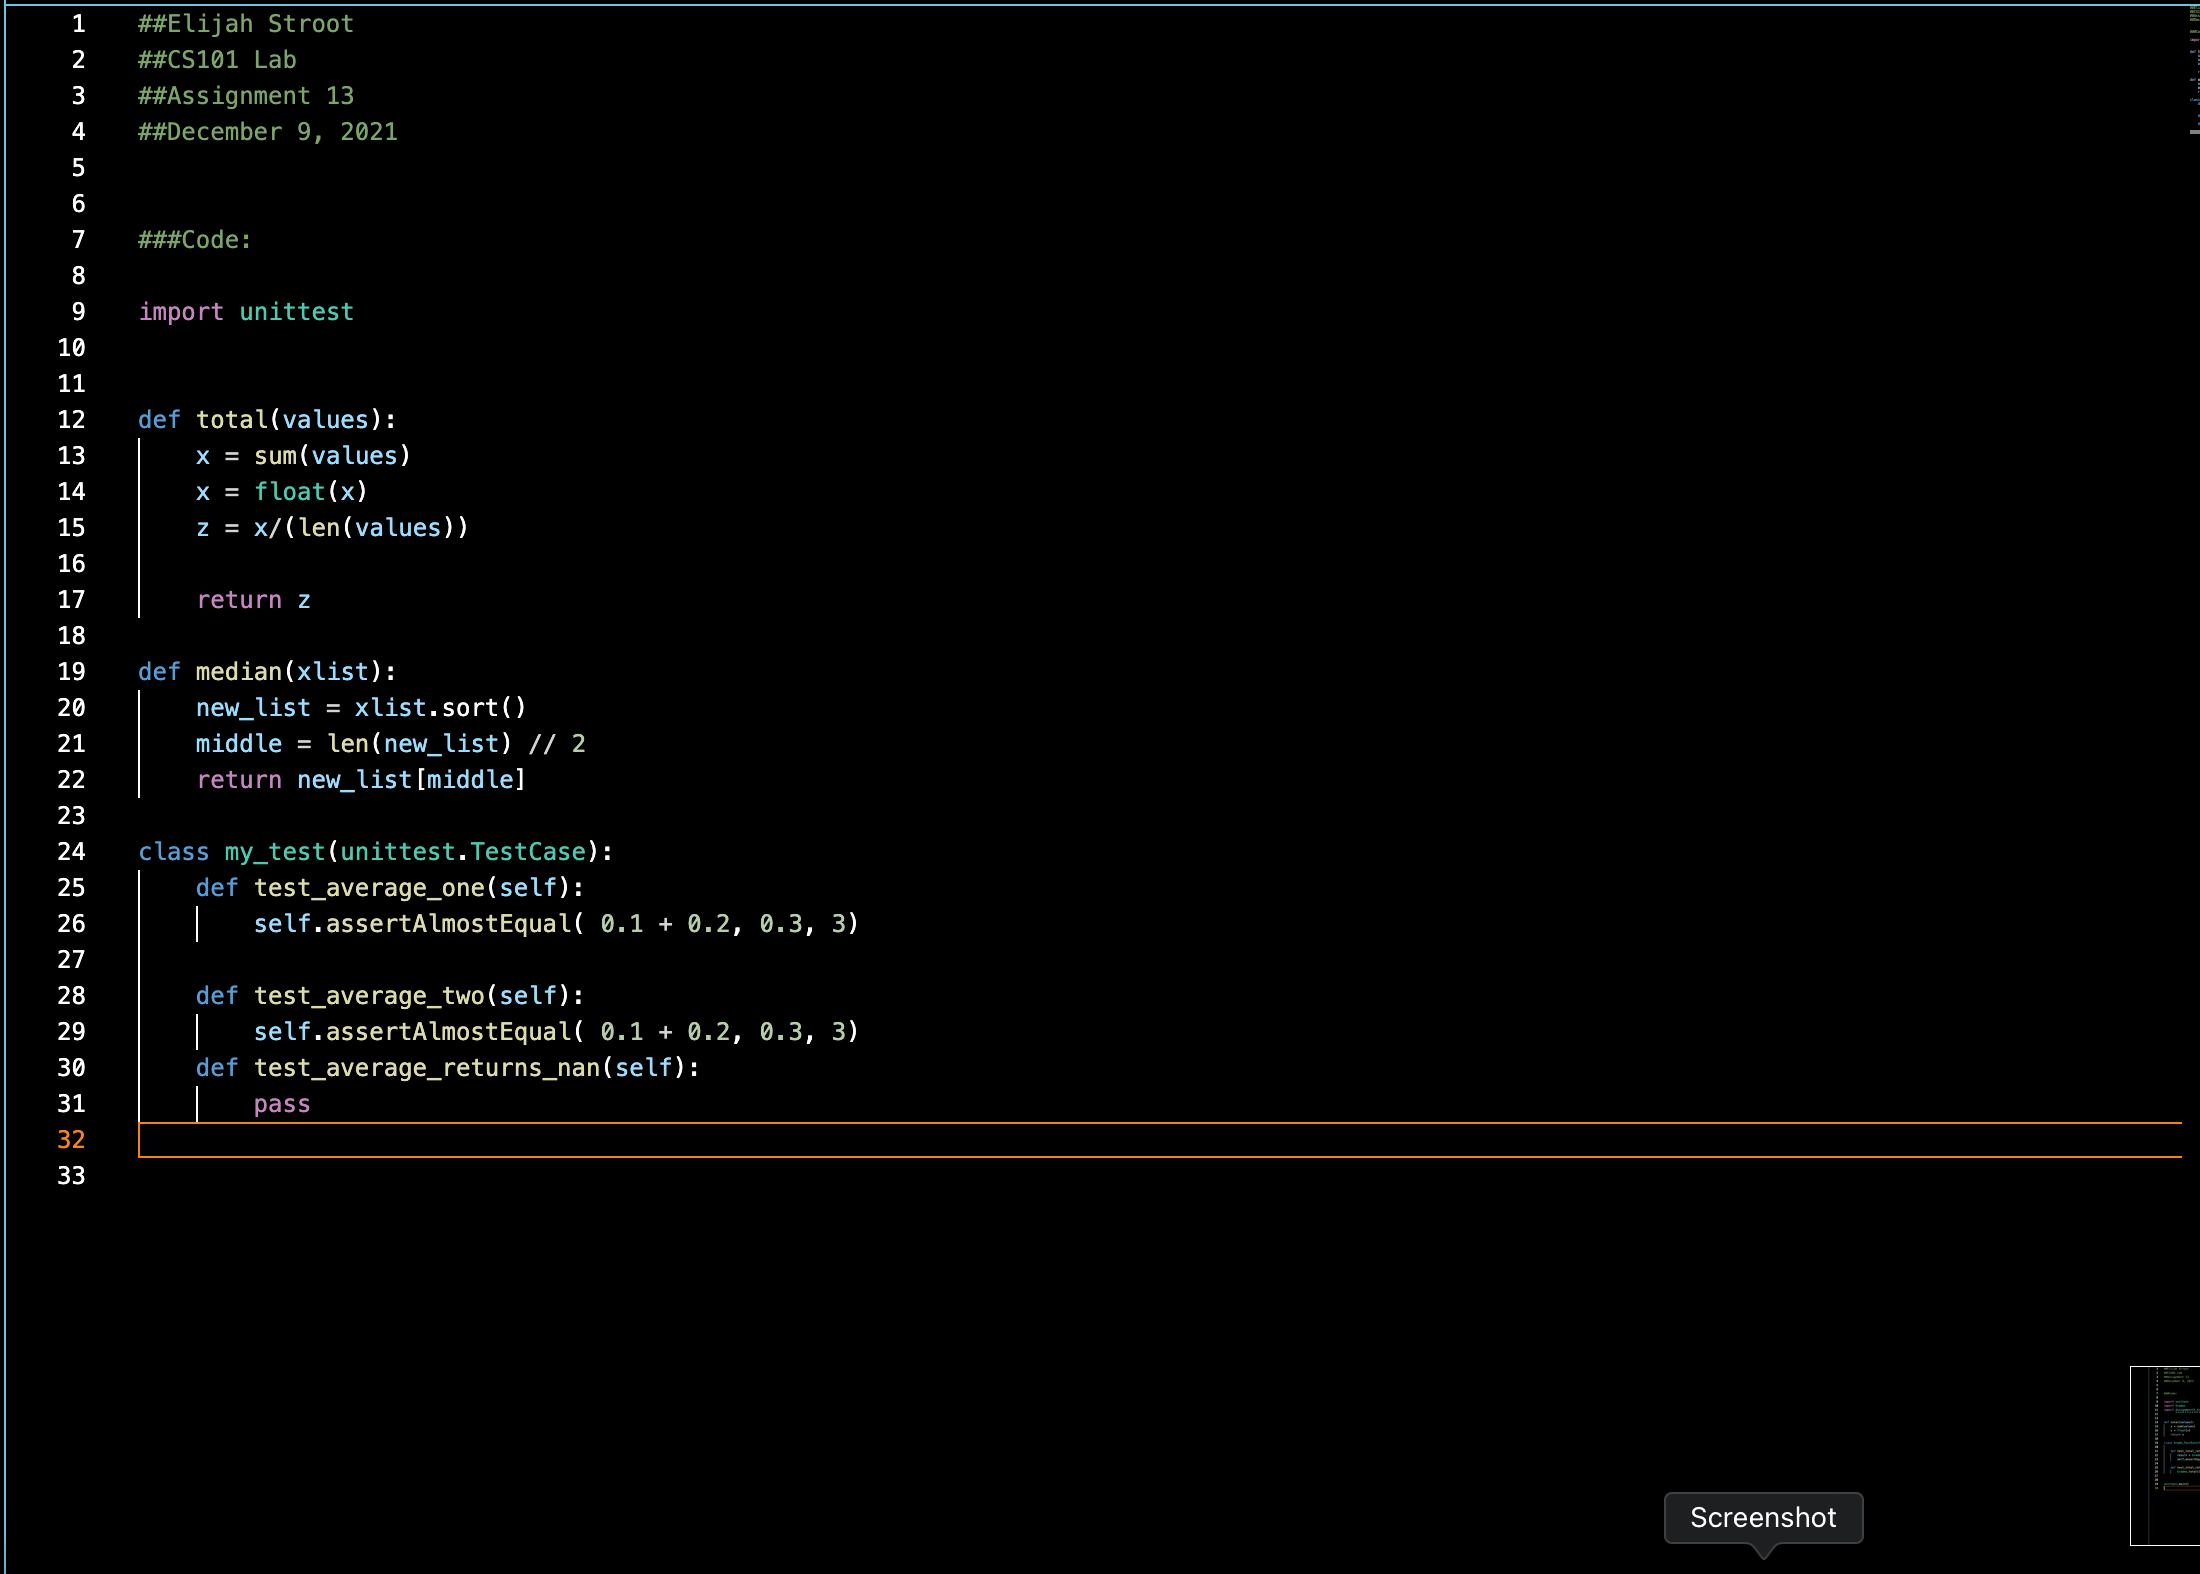 1 ##Elijah Stroot
2 ##CS101 Lab
3 ##Assignment 13
4 ##December 9, 2021
5
6
7 ###Code:
8
9 import unittest
10
11
12 def total(values):
13     x = sum(values)
14     x = float(x)
15     z = x/(len(values))
16
17     return z
18
19 def median(xlist):
20     new_list = xlist.sort()
21     middle = len(new_list) // 2
22     return new_list[middle]
23
24 class my_test(unittest.TestCase):
25     def test_average_one(self):
26         self.assertAlmostEqual( 0.1 + 0.2, 0.3, 3)
27
28     def test_average_two(self):
29         self.assertAlmostEqual( 0.1 + 0.2, 0.3, 3)
30     def test_average_returns_nan(self):
31         pass
32
33
Screenshot